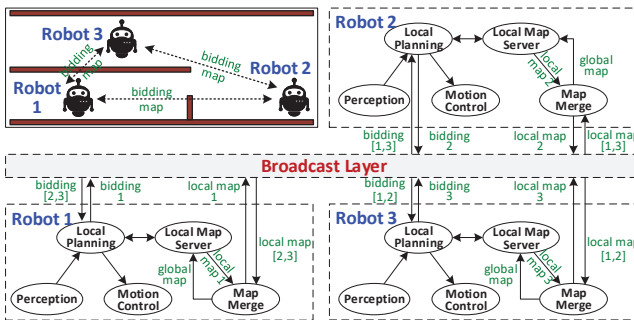 Robot 3
bidding
map
bidding
map
Robot 2
Robot
1
bidding
map
Robot 2
Local
Planning
Local Map
Server
global
map
local
map 2
Perception
Motion
Control
Map
Merge
bidding
[1,3]
bidding
2
local map
2
local map
[1,3]
Broadcast Layer
bidding
[2,3]
bidding
1
local map
1
local map
[2,3]
Robot 1
Local
Planning
Local Map
Server
local
map 1
global
map
Perception
Motion
Control
Map
Merge
bidding
[1,2]
bidding
3
local map
3
local map
[1,2]
Robot 3
Local
Planning
Local Map
Server
local
map 3
global
map
Perception
Motion
Control
Map
Merge